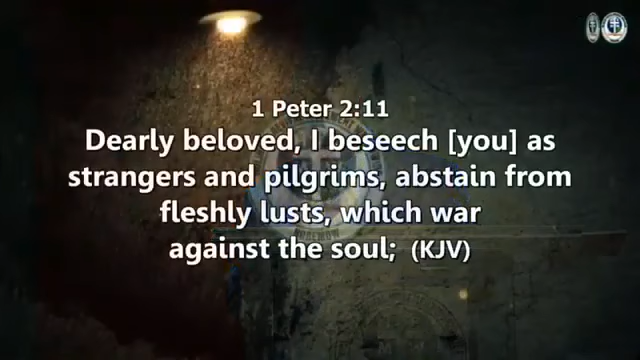 1 Peter 2:11
Dearly beloved, I beseech [you] as
strangers and pilgrims, abstain from
fleshly lusts, which war
against the soul; (KJV)